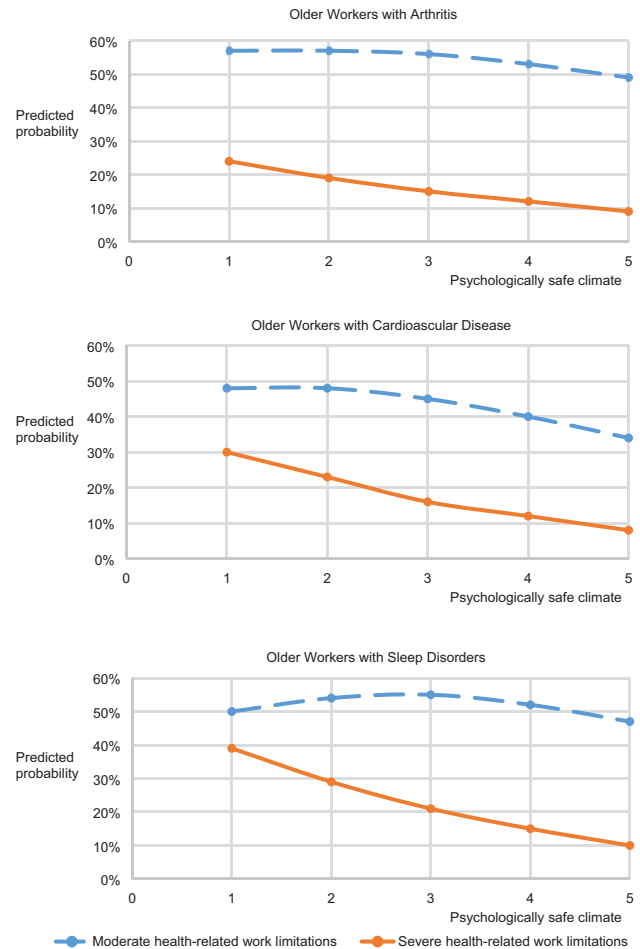 Older Workers with Arthritis
60%
50%
Predicted
probability
40%
30%
20%
10%
0%
0 1 2 3 4 5
Psychologically safe climate
Older Workers with Cardioascular Disease
60%
50%
Predicted
probability
40%
30%
20%
10%
0%
0 1 2 3 4 5
Psychologically safe climate
Older Workers with Sleep Disorders
60%
50%
Predicted
probability
40%
30%
20%
10%
0%
0 1 2 3 4 5
Psychologically safe climate
Moderate health-related work limitations Severe health-related work limitations